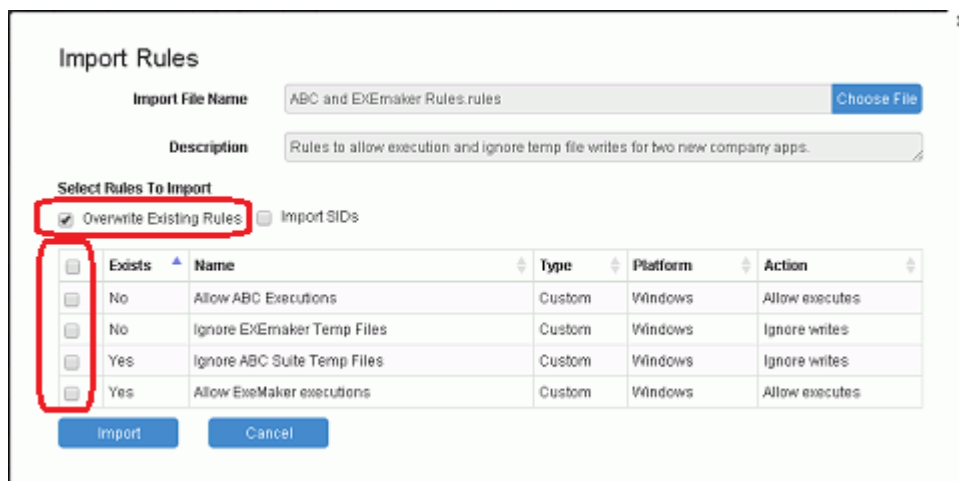 Import Rules
Import File Name ABC and EXEmaker Rules.rules Choose File
Description Rules to allow execution and ignore temp file writes for two new company apps.
Select Rules To Import
Overwrite Existing Rules Import SIDs
Exists Name Type Platform Action
No Allow ABC Executions Custom Windows Allow executes
No Ignore EXEmaker Temp Files Custom Windows Ignore writes
Yes Ignore ABC Suite Temp Files Custom Windows Ignore writes
Yes Allow ExeMaker executions Custom Windows Allow executes
Import Cancel